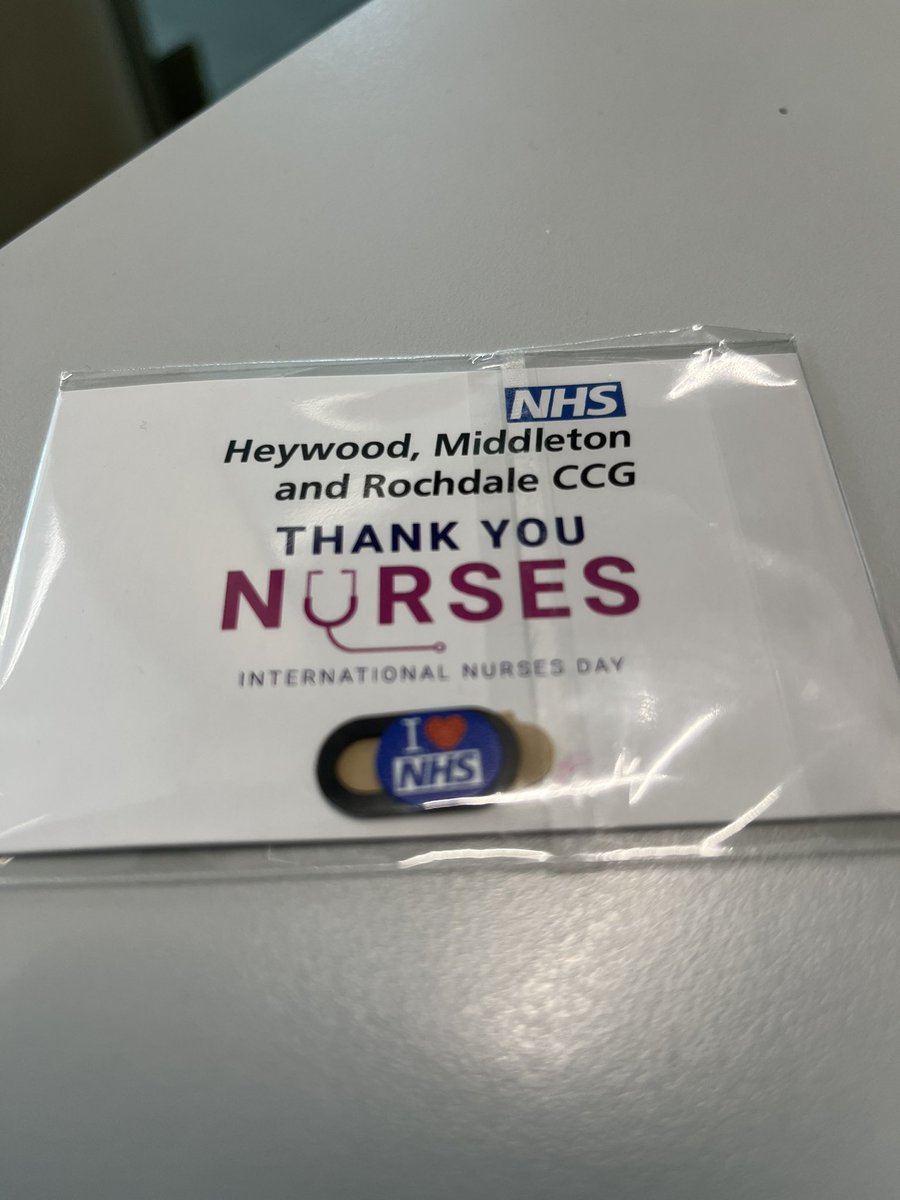 NHS
Heywood, Middleton
and Rochdale CCG
THANK YOU
NURSES
INTERNATIONAL NURSES DAY
I ❤
NHS